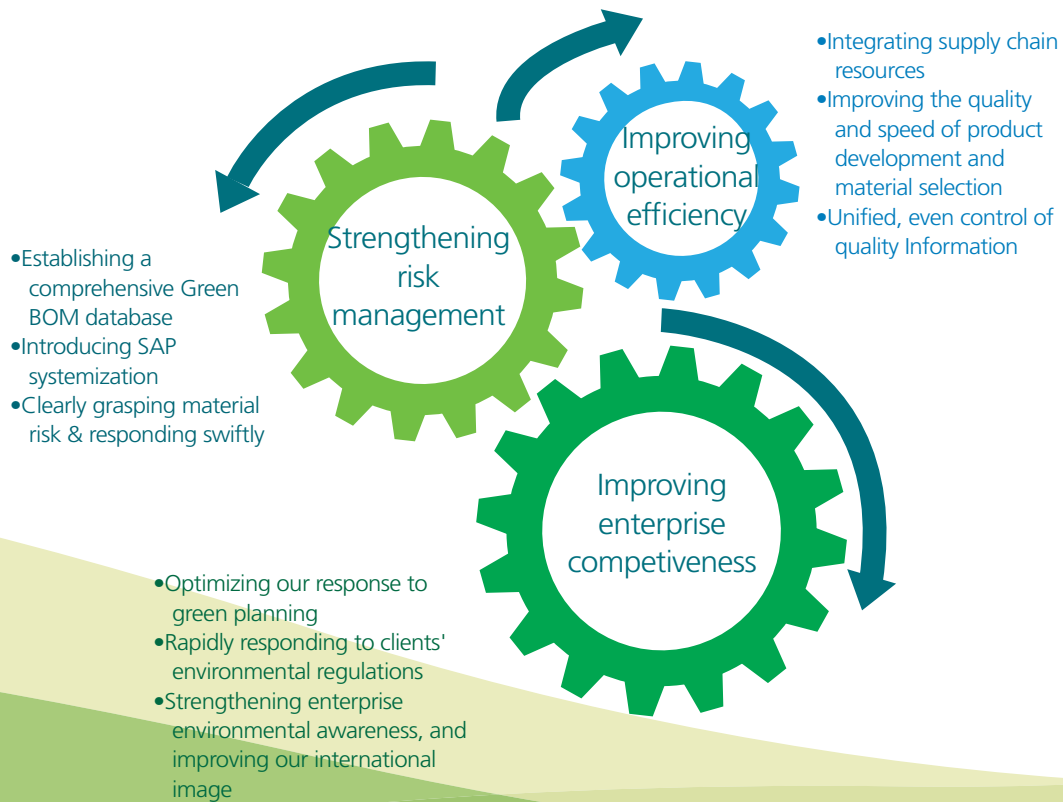 •Integrating supply chain
resources
•Improving the quality
and speed of product
development and
material selection
•Unified, even control of
quality Information
Improving
operational
efficiency
Strengthening
risk
management
•Establishing a
comprehensive Green
BOM database
•Introducing SAP
systemization
•Clearly grasping material
risk & responding swiftly
Improving
enterprise
competiveness
•Optimizing our response to
green planning
•Rapidly responding to clients'
environmental regulations
•Strengthening enterprise
environmental awareness, and
improving our international
image